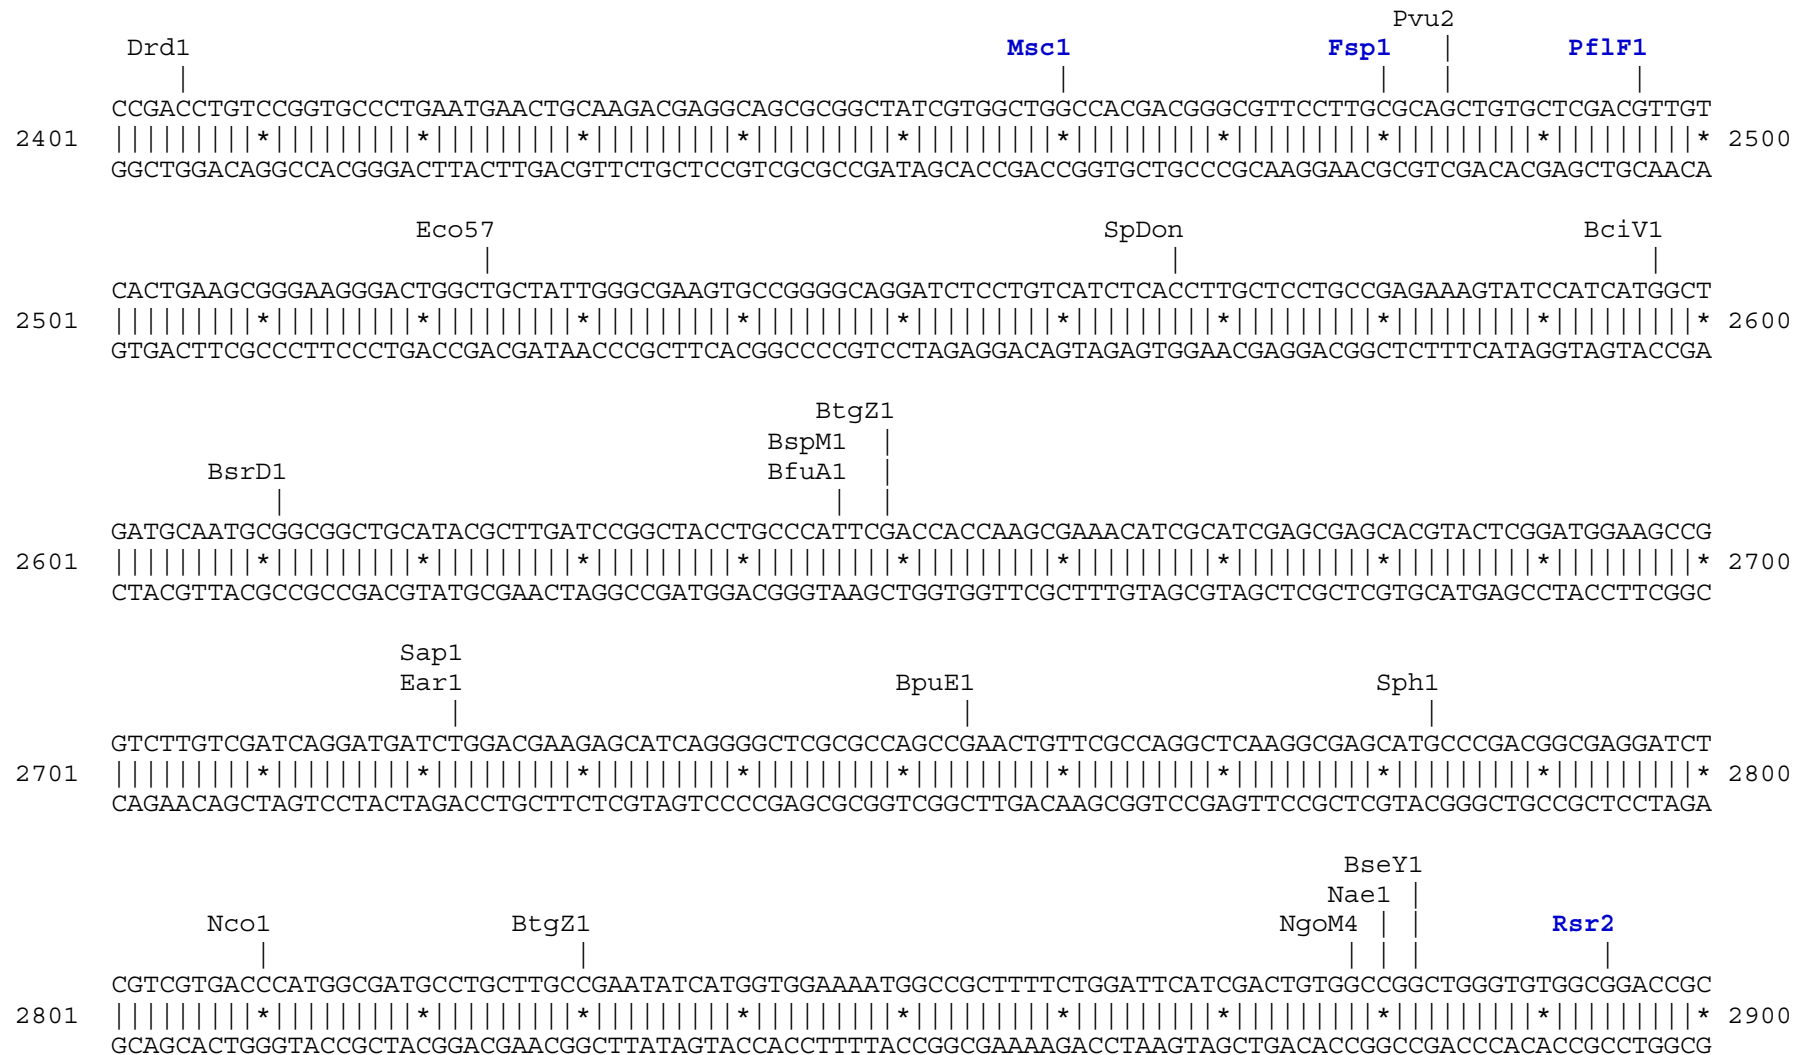 Pvu2
Drd1 Msc1 Fsp1 | PflF1
| | | | |
CCGACCTGTCCGGTGCCCTGAATGAACTGCAAGACGAGGCAGCGCGGCTATCGTGGCTGGCCACGACGGGCGTTCCTTGCGCAGCTGTGCTCGACGTTGT
2401 |||||||||*|||||||||*|||||||||*|||||||||*|||||||||*|||||||||*|||||||||*|||||||||*|||||||||*|||||||||* 2500
GGCTGGACAGGCCACGGGACTTACTTGACGTTCTGCTCCGTCGCGCCGATAGCACCGACCGGTGCTGCCCGCAAGGAACGCGTCGACACGAGCTGCAACA
Eco57 SpDon BciV1
| | |
CACTGAAGCGGGAAGGGACTGGCTGCTATTGGGCGAAGTGCCGGGGCAGGATCTCCTGTCATCTCACCTTGCTCCTGCCGAGAAAGTATCCATCATGGCT
2501 |||||||||*|||||||||*|||||||||*|||||||||*|||||||||*|||||||||*|||||||||*|||||||||*|||||||||*|||||||||* 2600
GTGACTTCGCCCTTCCCTGACCGACGATAACCCGCTTCACGGCCCCGTCCTAGAGGACAGTAGAGTGGAACGAGGACGGCTCTTTCATAGGTAGTACCGA
BtgZ1
BspM1 |
BsrD1 BfuA1 |
| | |
GATGCAATGCGGCGGCTGCATACGCTTGATCCGGCTACCTGCCCATTCGACCACCAAGCGAAACATCGCATCGAGCGAGCACGTACTCGGATGGAAGCCG
2601 |||||||||*|||||||||*|||||||||*|||||||||*|||||||||*|||||||||*|||||||||*|||||||||*|||||||||*|||||||||* 2700
CTACGTTACGCCGCCGACGTATGCGAACTAGGCCGATGGACGGGTAAGCTGGTGGTTCGCTTTGTAGCGTAGCTCGCTCGTGCATGAGCCTACCTTCGGC
Sap1
Ear1 BpuE1 Sph1
| | |
GTCTTGTCGATCAGGATGATCTGGACGAAGAGCATCAGGGGCTCGCGCCAGCCGAACTGTTCGCCAGGCTCAAGGCGAGCATGCCCGACGGCGAGGATCT
2701 |||||||||*|||||||||*|||||||||*|||||||||*|||||||||*|||||||||*|||||||||*|||||||||*|||||||||*|||||||||* 2800
CAGAACAGCTAGTCCTACTAGACCTGCTTCTCGTAGTCCCCGAGCGCGGTCGGCTTGACAAGCGGTCCGAGTTCCGCTCGTACGGGCTGCCGCTCCTAGA
BseY1
Nae1 |
Nco1 BtgZ1 NgoM4 | | Rsr2
| | | | | |
CGTCGTGACCCATGGCGATGCCTGCTTGCCGAATATCATGGTGGAAAATGGCCGCTTTTCTGGATTCATCGACTGTGGCCGGCTGGGTGTGGCGGACCGC
2801 |||||||||*|||||||||*|||||||||*|||||||||*|||||||||*|||||||||*|||||||||*|||||||||*|||||||||*|||||||||* 2900
GCAGCACTGGGTACCGCTACGGACGAACGGCTTATAGTACCACCTTTTACCGGCGAAAAGACCTAAGTAGCTGACACCGGCCGACCCACACCGCCTGGCG